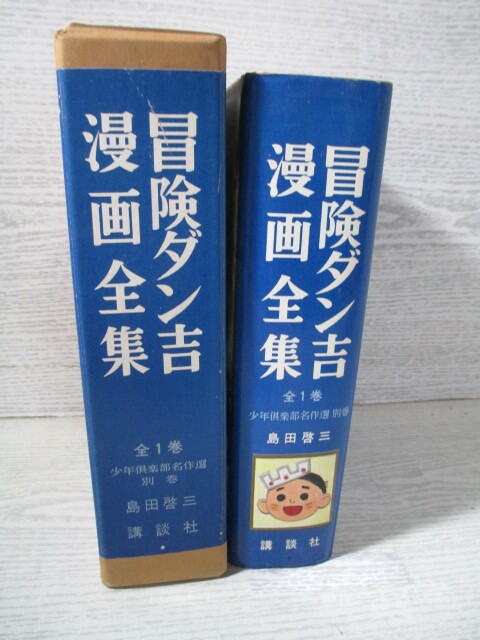 冒険ダン吉
漫画全集
全1巻
少年倶楽部名作選
別巻
島田啓三
講談社
冒険ダン吉
漫画全集
全1巻
少年倶楽部名作選 別巻
島田啓三
講談社